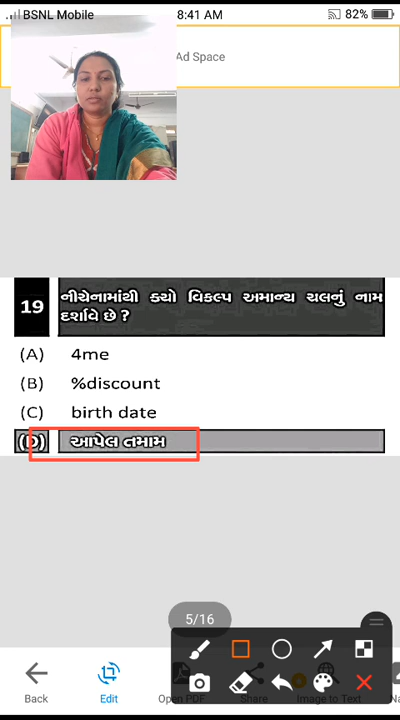 BSNL Mobile 8:41 AM 82%
Ad Space
19 નીચેનામાંથી ક્યો વિકલ્પ અમાન્ય ચલનું નામ
દર્શાવે છે ?
(A) 4me
(B) %discount
(C) birth date
(D) આપેલ તમામ
5/16
Back Edit Open PDF Share Image to Text